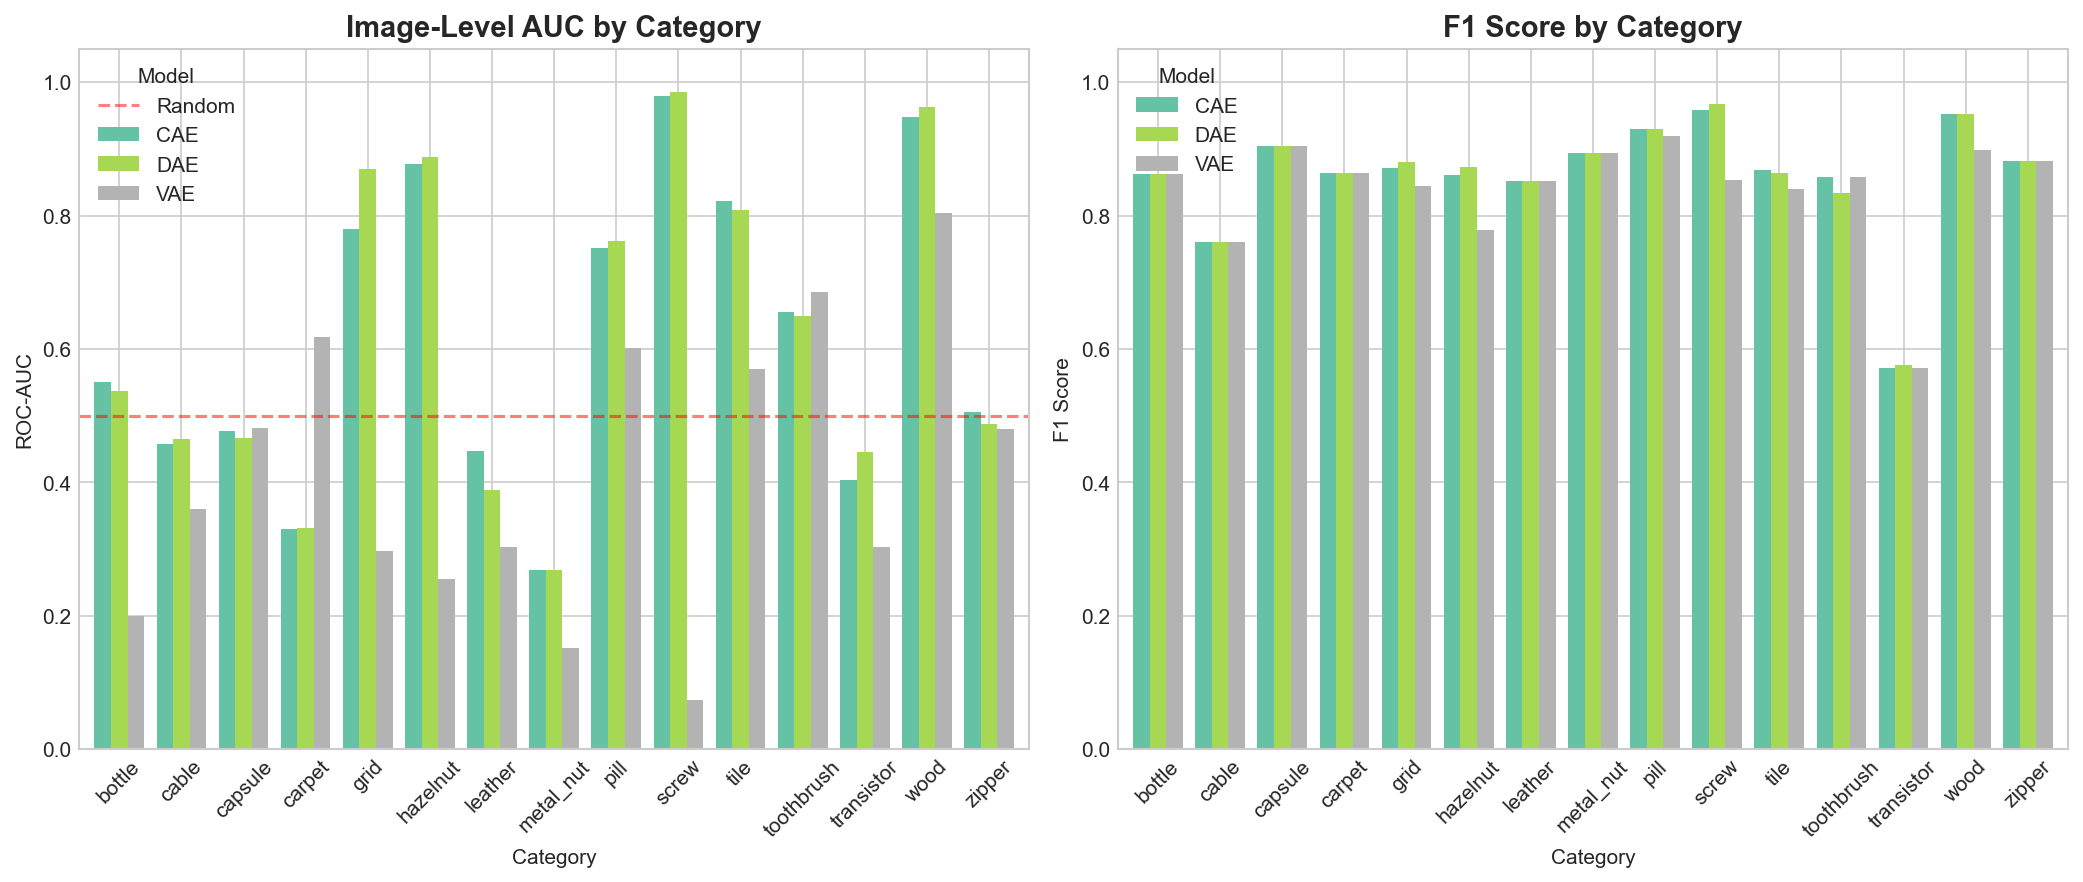 Image-Level AUC by Category
ROC-AUC
1.0
0.8
0.6
0.4
0.2
0.0
Model
Random
CAE
DAE
VAE
bottle
cable
capsule
carpet
grid
hazelnut
leather
metal_nut
pill
screw
tile
toothbrush
transistor
wood
zipper
Category
F1 Score by Category
F1 Score
1.0
0.8
0.6
0.4
0.2
0.0
Model
CAE
DAE
VAE
bottle
cable
capsule
carpet
grid
hazelnut
leather
metal_nut
pill
screw
tile
toothbrush
transistor
wood
zipper
Category